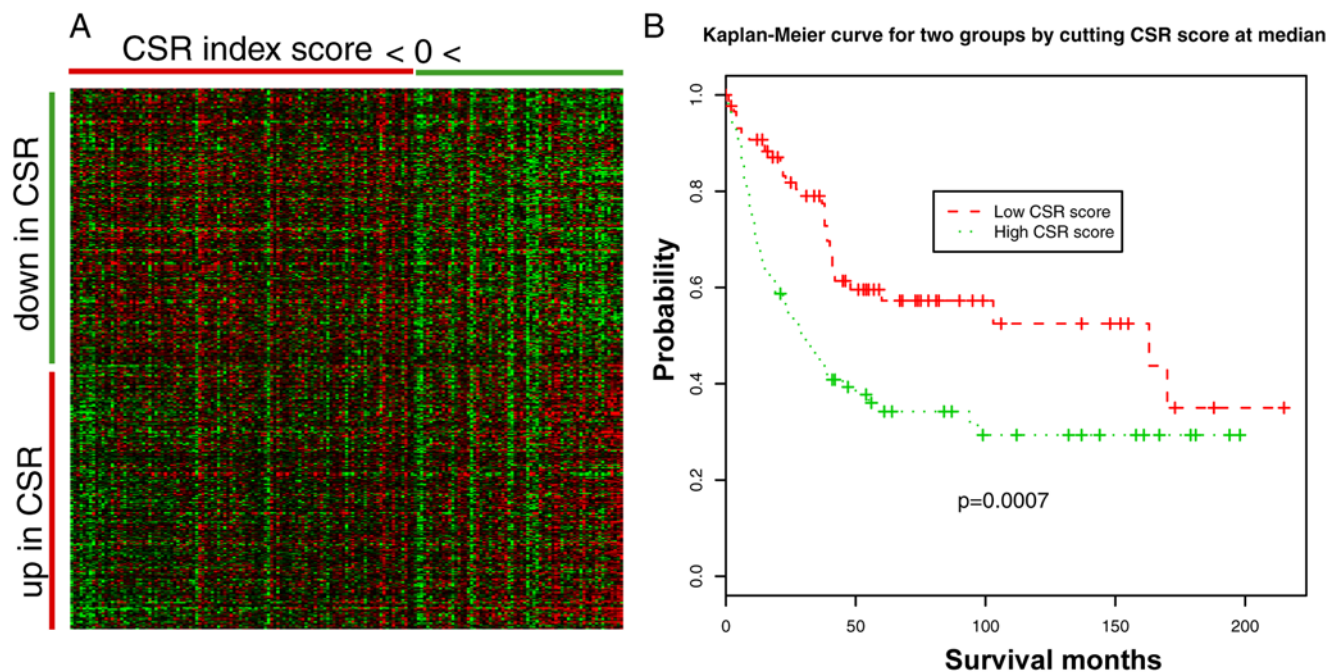 A
CSR index score < 0 <
down in CSR
up in CSR
B
Kaplan-Meier curve for two groups by cutting CSR score at median
Probability
1.0
0.8
0.6
0.4
0.2
0.0
Low CSR score
High CSR score
p=0.0007
0 50 100 150 200
Survival months